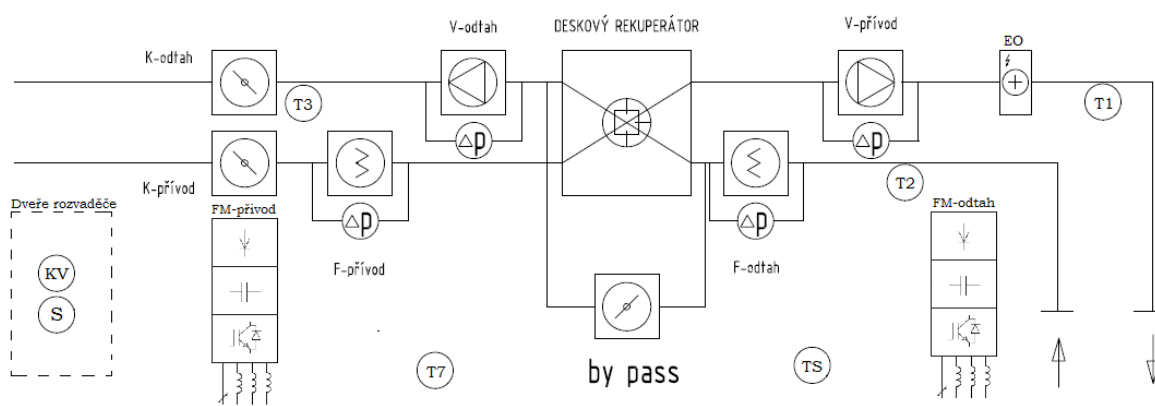 V-odtah
DESKOVÝ REKUPERÁTOR
V-přívod
EO
K-odtah
T3
T1
Δp
Δp
K-přívod
T2
Dveře rozvaděče
FM-přivod
FM-odtah
Δp
Δp
F-přívod
F-odtah
KV
S
T7
by pass
TS